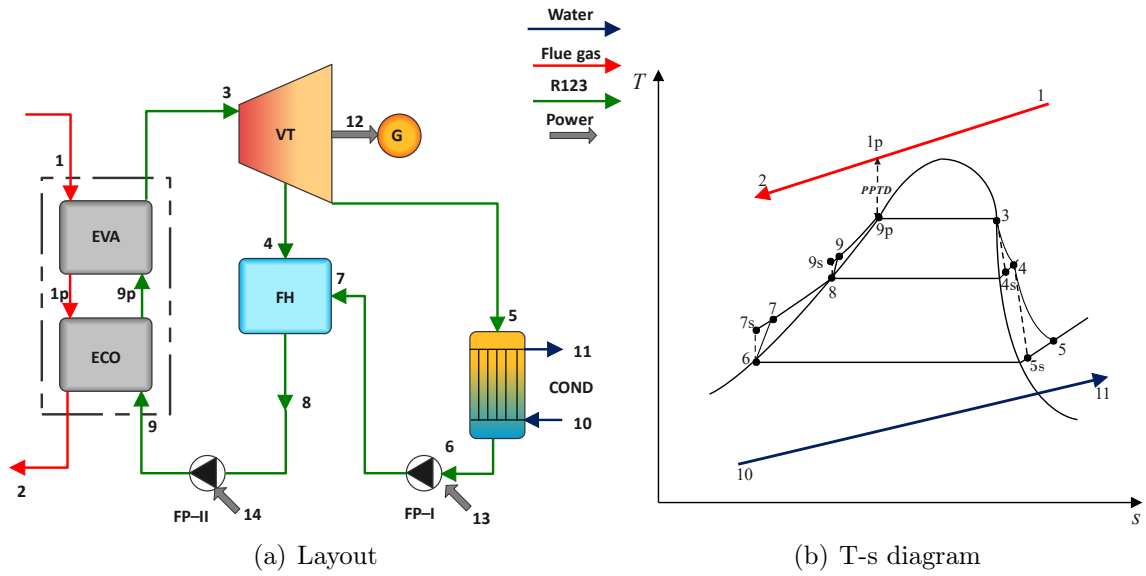 Water
Flue gas
R123
Power
3
VT
12
G
1
EVA
4
7
FH
5
1p
9p
ECO
11
COND
10
8
9
6
2
FP–II
14
FP–I
13
(a) Layout
T
1
1p
2
PPTD
9p
3
9
9s
4
8
4s
7
7s
6
5
5s
11
10
s
(b) T-s diagram